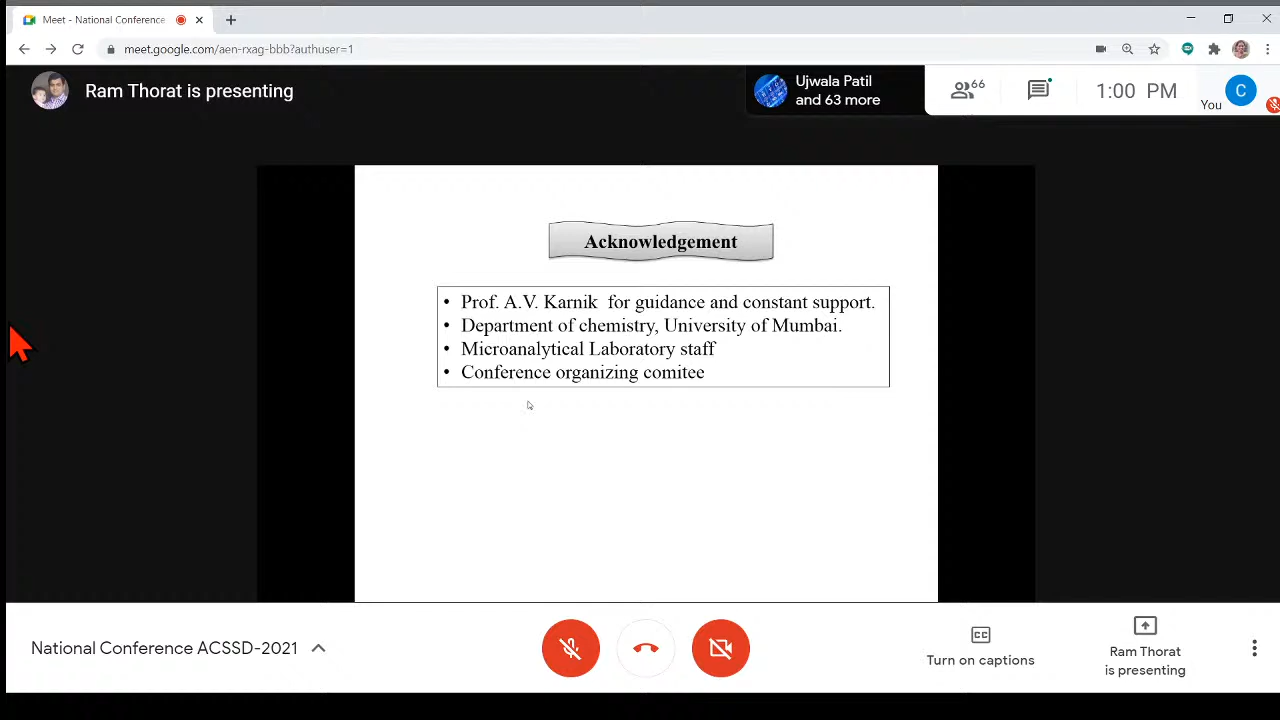 Meet - National Conference
meet.google.com/aen-rxag-bbb?authuser=1
Ram Thorat is presenting
Ujwala Patil
and 63 more
66
1:00 PM
You
C
Acknowledgement
• Prof. A.V. Karnik for guidance and constant support.
• Department of chemistry, University of Mumbai.
• Microanalytical Laboratory staff
• Conference organizing comitee
National Conference ACSSD-2021
CC
Turn on captions
Ram Thorat
is presenting